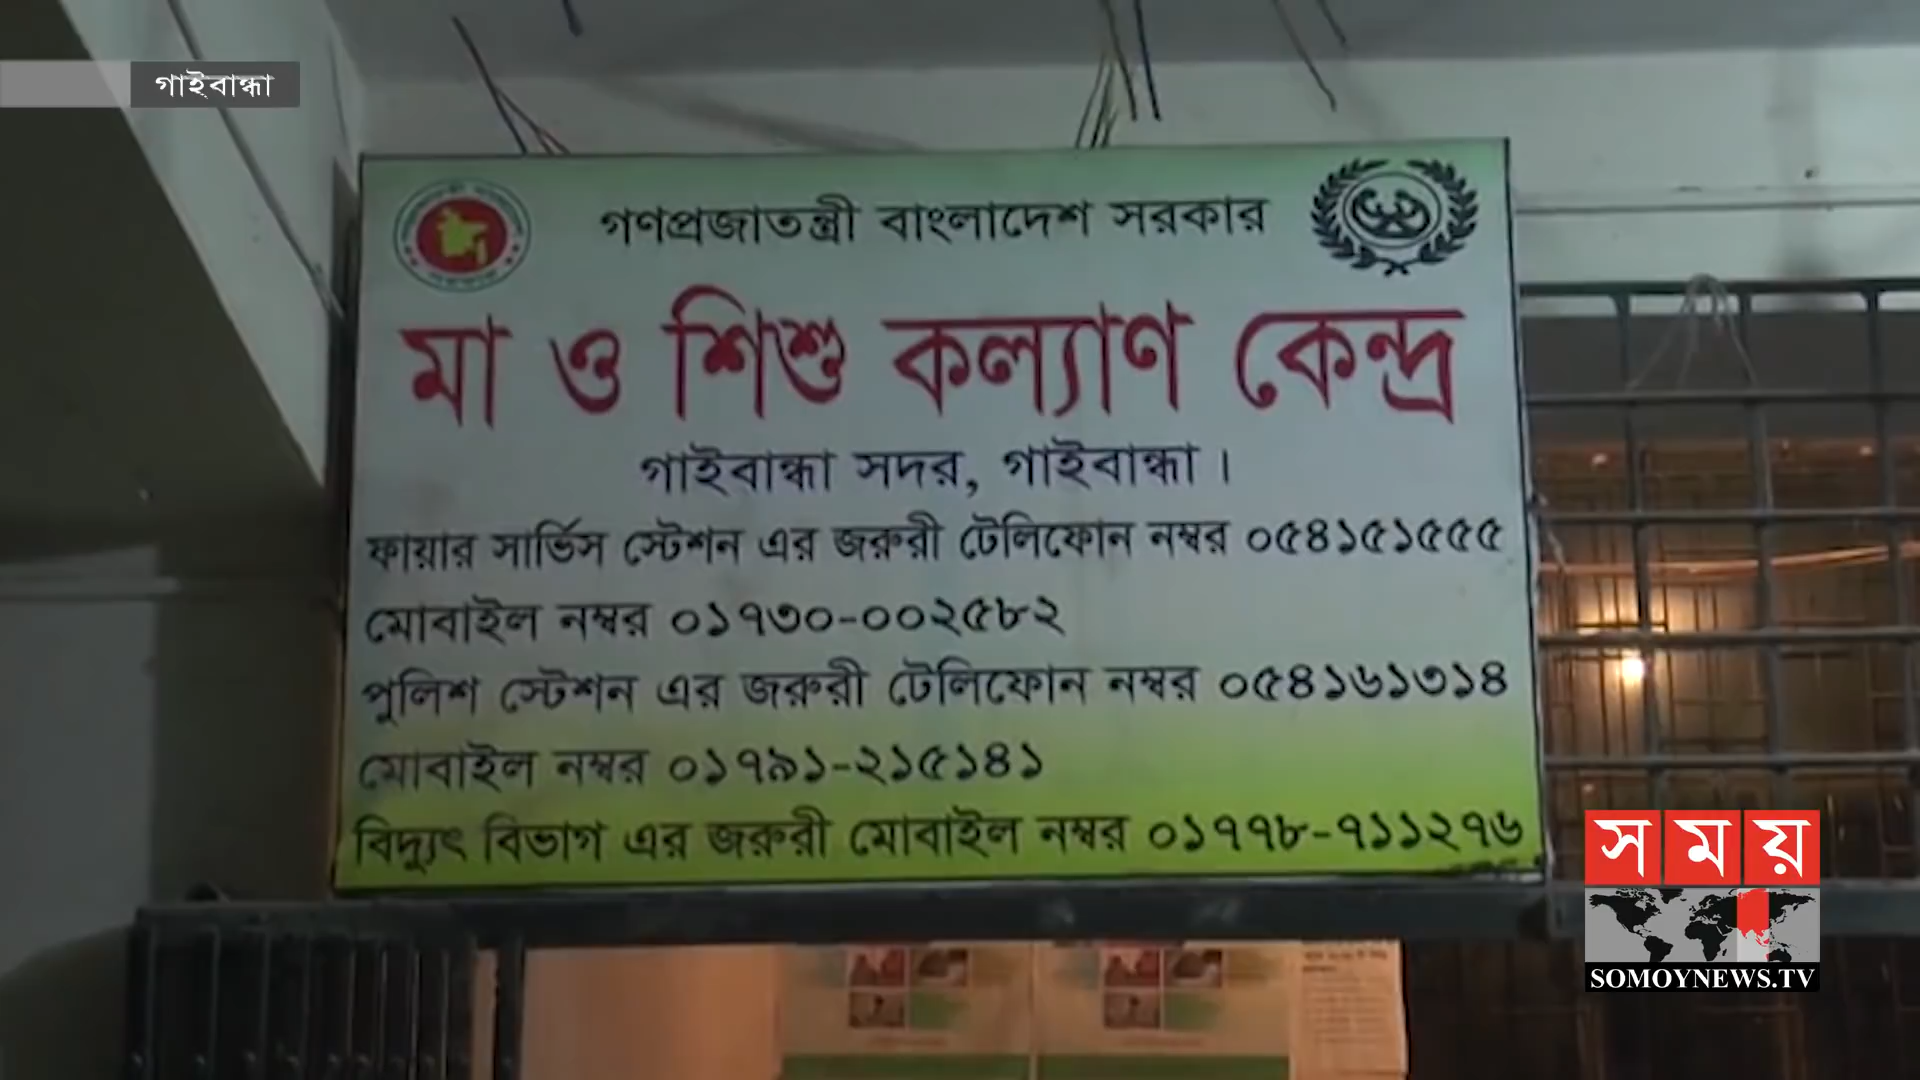 গাইবান্ধা
গণপ্রজাতন্ত্রী বাংলাদেশ সরকার
মা ও শিশু কল্যাণ কেন্দ্র
গাইবান্ধা সদর, গাইবান্ধা।
ফায়ার সার্ভিস স্টেশন এর জরুরী টেলিফোন নম্বর ০৫৪১৫১৫৫৫
মোবাইল নম্বর ০১৭৩০-০০২৫৮২
পুলিশ স্টেশন এর জরুরী টেলিফোন নম্বর ০৫৪১৬১৩১৪
মোবাইল নম্বর ০১৭৯১-২১৫১৪১
বিদ্যুৎ বিভাগ এর জরুরী মোবাইল নম্বর ০১৭৭৮-৭১১২৭৬
সময়
SOMOYNEWS.TV